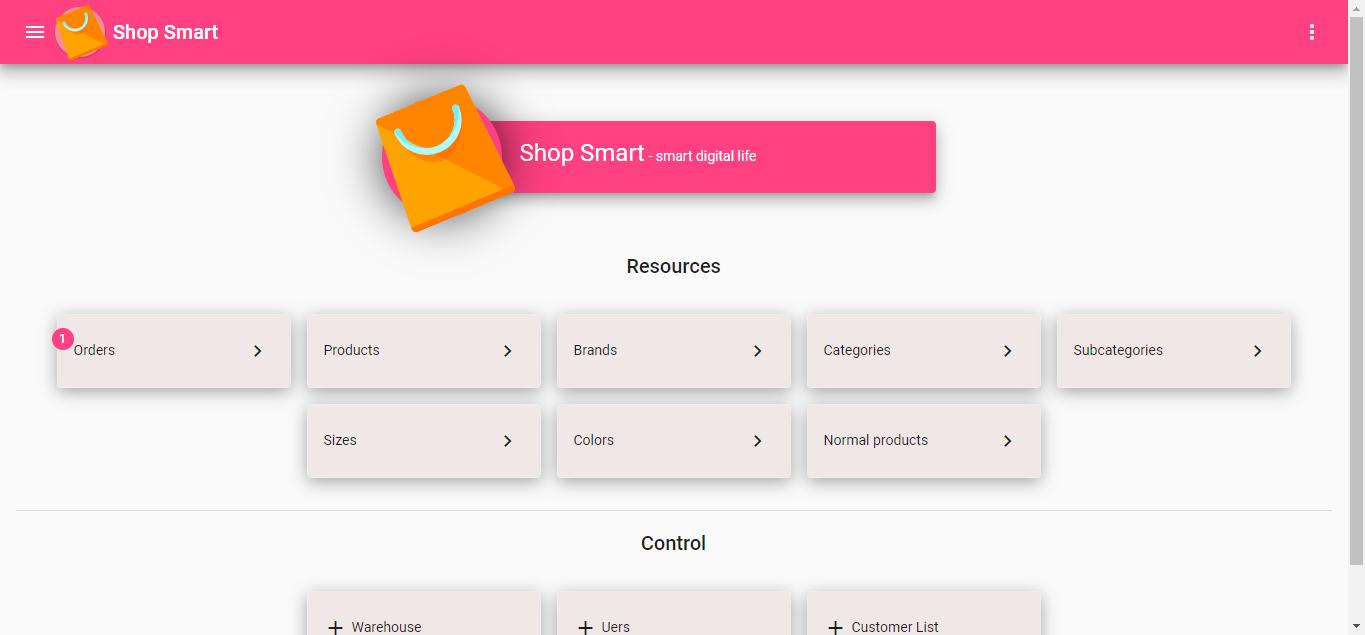 Shop Smart
Shop Smart - smart digital life
Resources
1
Orders
Products
Brands
Categories
Subcategories
Sizes
Colors
Normal products
Control
Warehouse
Uers
Customer List